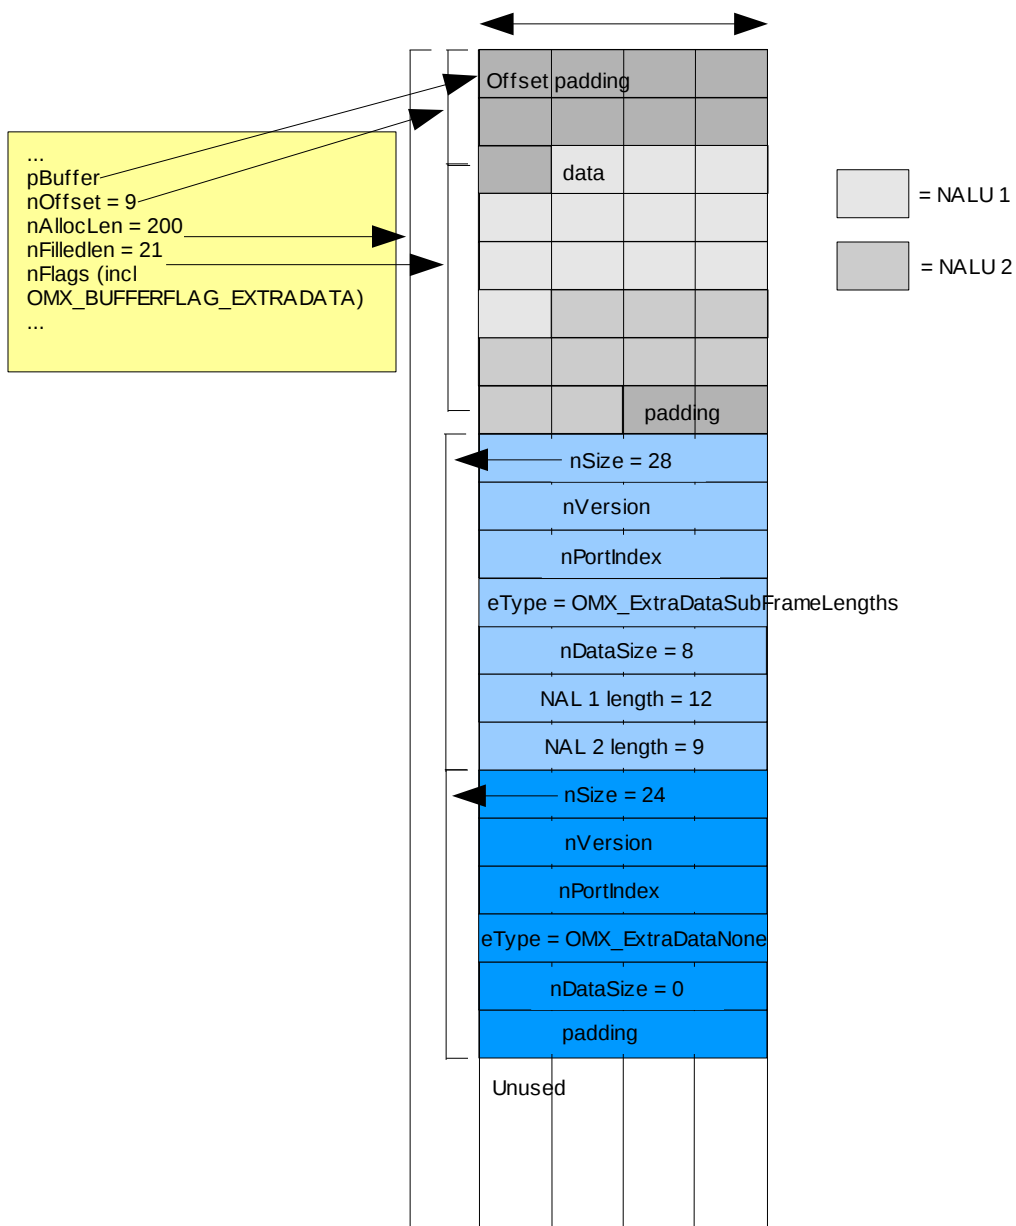 ...
pBuffer
nOffset = 9
nAllocLen = 200
nFilledlen = 21
nFlags (incl
OMX_BUFFERFLAG_EXTRADATA)
...
Offset padding
data
padding
nSize = 28
nVersion
nPortIndex
eType = OMX_ExtraDataSubFrameLengths
nDataSize = 8
NAL 1 length = 12
NAL 2 length = 9
nSize = 24
nVersion
nPortIndex
eType = OMX_ExtraDataNone
nDataSize = 0
padding
Unused
= NALU 1
= NALU 2